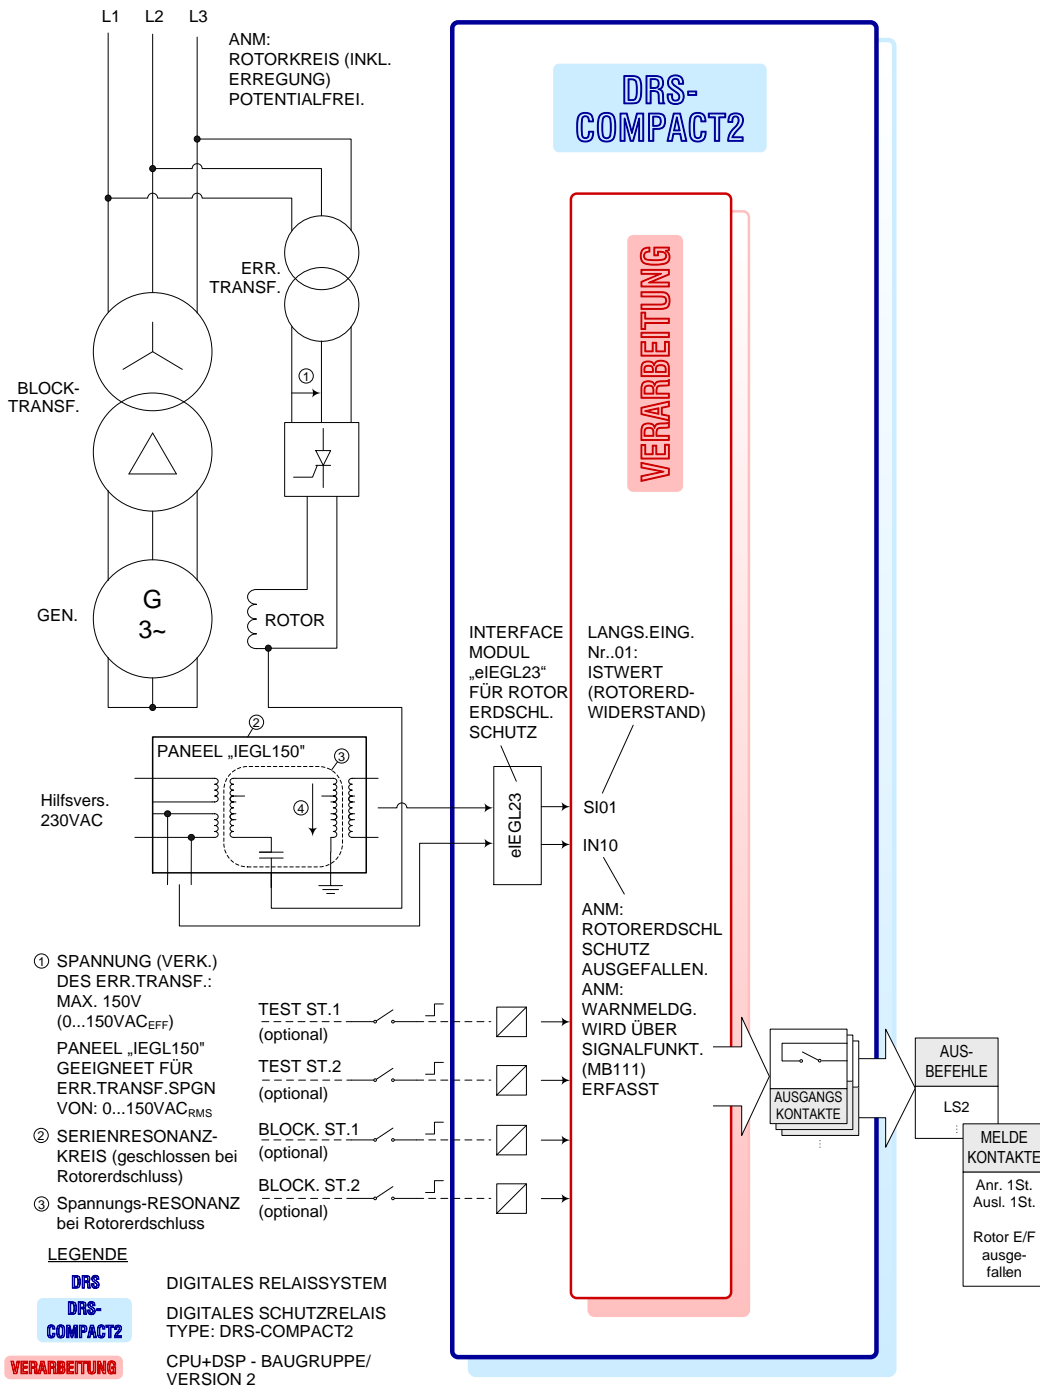 L1 L2 L3
ANM:
ROTORKREIS (INKL.
ERREGUNG)
POTENTIALFREI.
DRS-
COMPACT2
VERARBEITUNG
ERR.
TRANSF.
①
BLOCK-
TRANSF.
GEN.
G
3~
ROTOR
INTERFACE
MODUL
„eIEGL23“
FÜR ROTOR
ERDSCHL.
SCHUTZ
LANGS.EING.
Nr..01:
ISTWERT
(ROTORERD-
WIDERSTAND)
②
PANEEL „IEGL150"
③
④
Hilfsvers.
230VAC
eIEGL23
SI01
IN10
ANM:
ROTORERDSCHL
SCHUTZ
AUSGEFALLEN.
ANM:
WARNMELDG.
WIRD ÜBER
SIGNALFUNKT.
(MB111)
ERFASST
① SPANNUNG (VERK.)
DES ERR.TRANSF.:
MAX. 150V
(0...150VACEFF)
PANEEL „IEGL150"
GEEIGNEET FÜR
ERR.TRANSF.SPGN
VON: 0...150VACRMS
② SERIENRESONANZ-
KREIS (geschlossen bei
Rotorerdschluss)
③ Spannungs-RESONANZ
bei Rotorerdschluss
TEST ST.1
(optional)
TEST ST.2
(optional)
BLOCK. ST.1
(optional)
BLOCK. ST.2
(optional)
AUSGANGS
KONTAKTE
AUS-
BEFEHLE
LS2
MELDE
KONTAKTE
Anr. 1St.
Ausl. 1St.
Rotor E/F
ausge-
fallen
LEGENDE
DRS DIGITALES RELAISSYSTEM
DRS-
COMPACT2
DIGITALES SCHUTZRELAIS
TYPE: DRS-COMPACT2
VERARBEITUNG
CPU+DSP - BAUGRUPPE/
VERSION 2